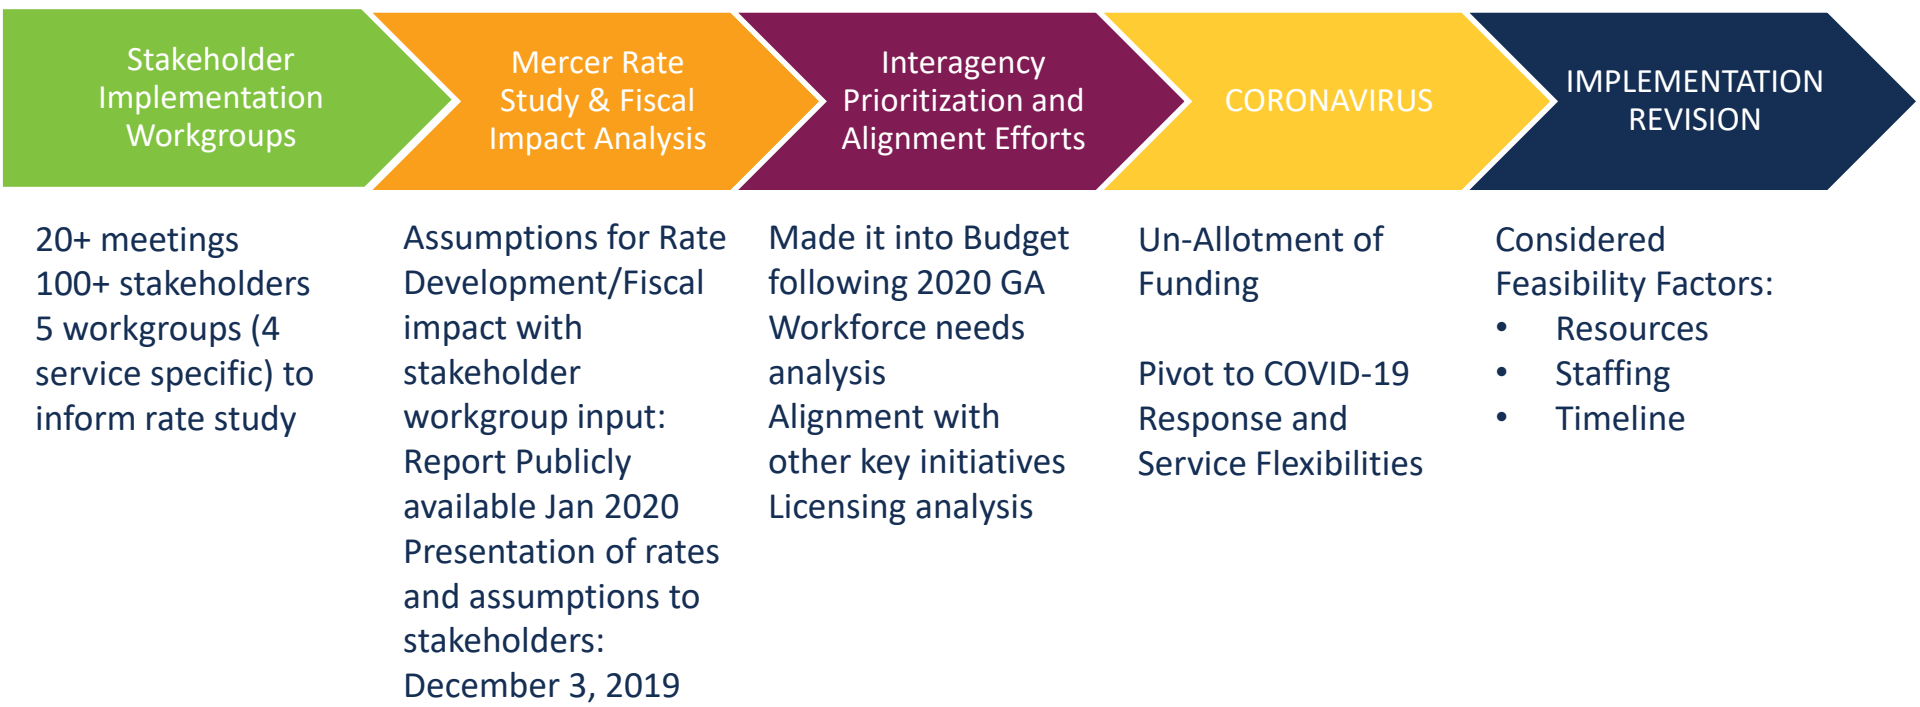 Stakeholder
Implementation
Workgroups
Mercer Rate
Study & Fiscal
Impact Analysis
Interagency
Prioritization and
Alignment Efforts
CORONAVIRUS
IMPLEMENTATION
REVISION
20+ meetings
100+ stakeholders
5 workgroups (4
service specific) to
inform rate study
Assumptions for Rate
Development/Fiscal
impact with
stakeholder
workgroup input:
Report Publicly
available Jan 2020
Presentation of rates
and assumptions to
stakeholders:
December 3, 2019
Made it into Budget
following 2020 GA
Workforce needs
analysis
Alignment with
other key initiatives
Licensing analysis
Un-Allotment of
Funding
Pivot to COVID-19
Response and
Service Flexibilities
Considered
Feasibility Factors:
• Resources
• Staffing
• Timeline